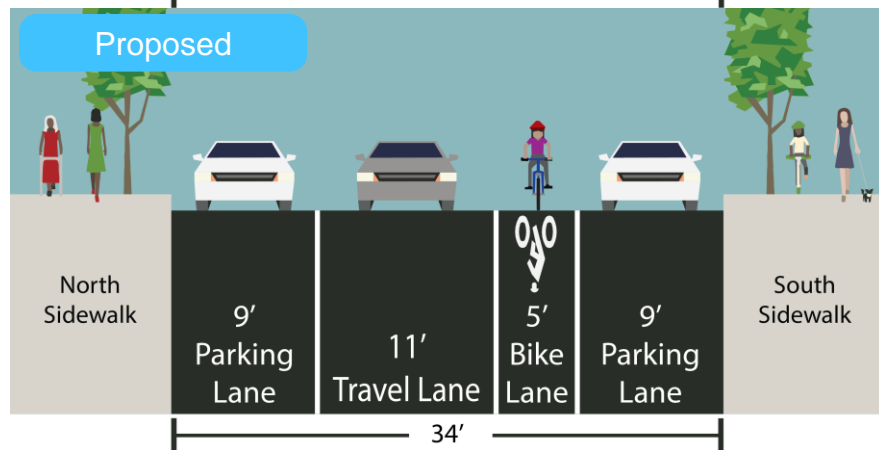 Proposed
North
Sidewalk
9′
Parking
Lane
11′
Travel Lane
5′
Bike
Lane
9′
Parking
Lane
South
Sidewalk
34′